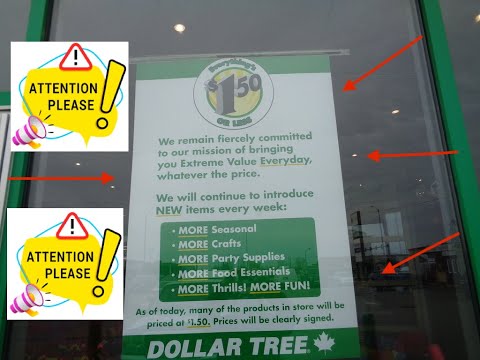 ATTENTION
PLEASE
ATTENTION
PLEASE
Everything's
$1.50
OR LESS
We remain fiercely committed
to our mission of bringing
you Extreme Value Everyday,
whatever the price.
We will continue to introduce
NEW items every week:
• MORE Seasonal
• MORE Crafts
• MORE Party Supplies
• MORE Food Essentials
• MORE Thrills! MORE FUN!
As of today, many of the products in store will be
priced at $1.50. Prices will be clearly signed.
DOLLAR TREE